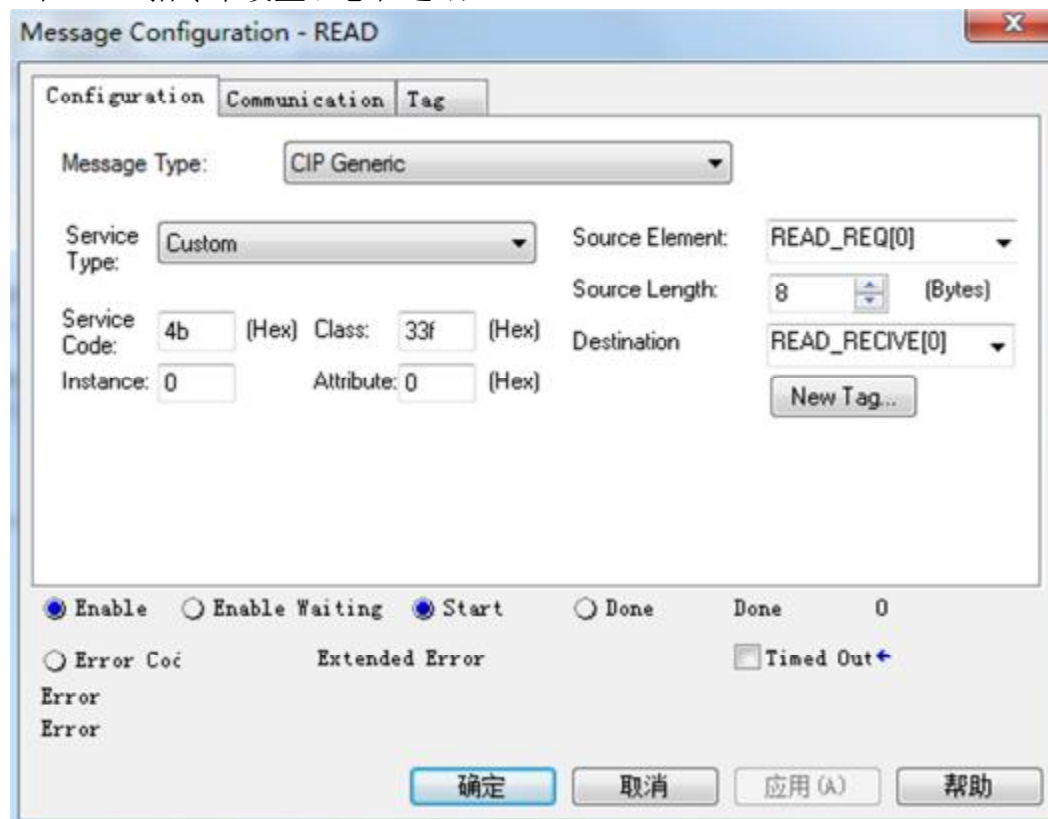 Message Configuration - READ
Configuration Communication Tag
Message Type: CIP Generic
Service Type: Custom
Source Element: READ_REQ[0]
Source Length: 8 (Bytes)
Service Code: 4b (Hex) Class: 33f (Hex)
Destination READ_RECIVE[0]
Instance: 0 Attribute: 0 (Hex)
New Tag...
Enable Enable Waiting Start Done Done 0
Error Cod Extended Error Timed Out
Error
Error
确定 取消 应用(A) 帮助